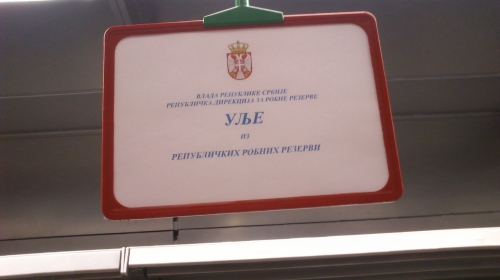 ВЛАДА РЕПУБЛИКЕ СРБИЈЕ
РЕПУБЛИЧКА ДИРЕКЦИЈА ЗА РОБНЕ РЕЗЕРВЕ
УЉЕ
ИЗ
РЕПУБЛИЧКИХ РОБНИХ РЕЗЕРВИ